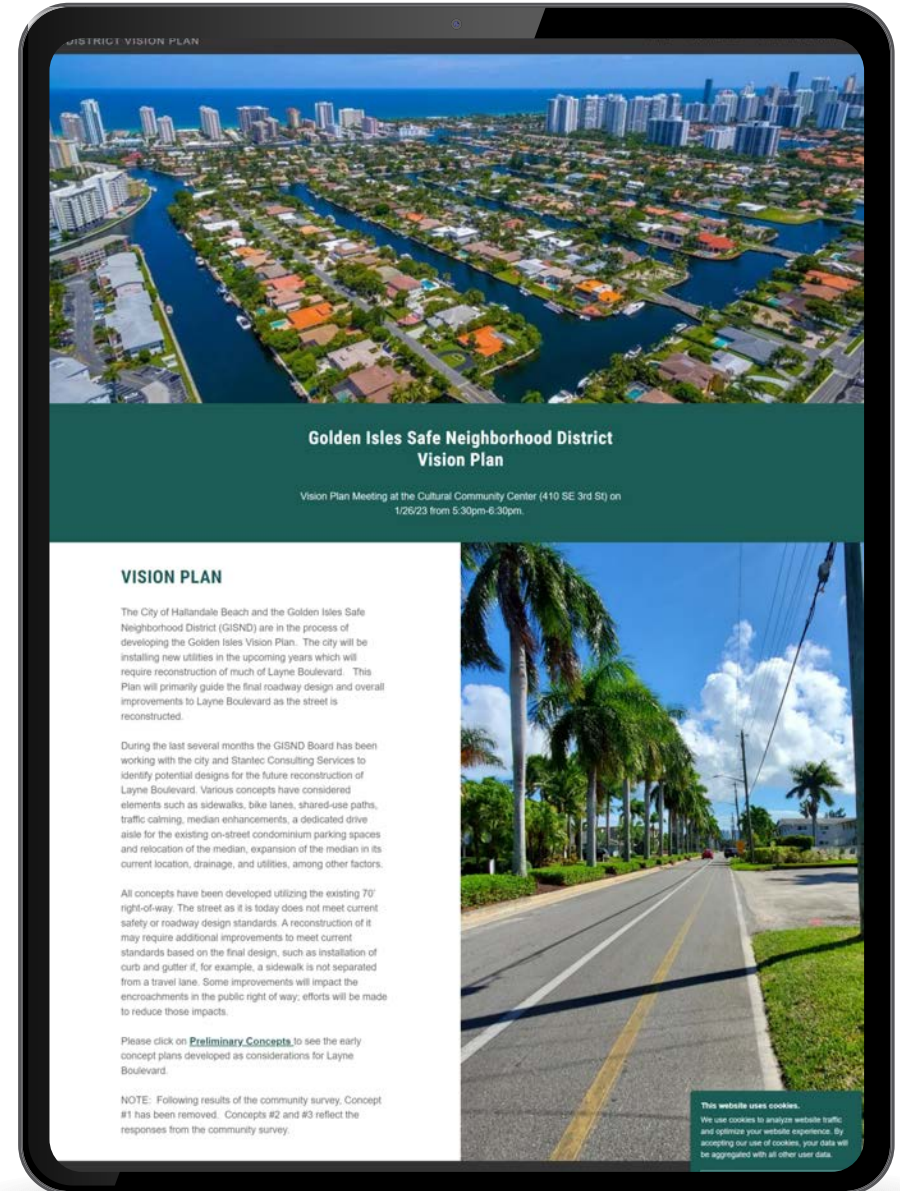 DISTRICT VISION PLAN
Golden Isles Safe Neighborhood District
Vision Plan
Vision Plan Meeting at the Cultural Community Center (410 SE 3rd St) on
1/26/23 from 5:30pm-6:30pm.
VISION PLAN
The City of Hallandale Beach and the Golden Isles Safe
Neighborhood District (GISND) are in the process of
developing the Golden Isles Vision Plan. The city will be
installing new utilities in the upcoming years which will
require reconstruction of much of Layne Boulevard. This
Plan will primarily guide the final roadway design and overall
improvements to Layne Boulevard as the street is
reconstructed.
During the last several months the GISND Board has been
working with the city and Stantec Consulting Services to
identify potential designs for the future reconstruction of
Layne Boulevard. Various concepts have considered
elements such as sidewalks, bike lanes, shared-use paths,
traffic calming, median enhancements, a dedicated drive
aisle for the existing on-street condominium parking spaces
and relocation of the median, expansion of the median in its
current location, drainage, and utilities, among other factors.
All concepts have been developed utilizing the existing 70'
right-of-way. The street as it is today does not meet current
safety or roadway design standards. A reconstruction of it
may require additional improvements to meet current
standards based on the final design, such as installation of
curb and gutter if, for example, a sidewalk is not separated
from a travel lane. Some improvements will impact the
encroachments in the public right of way; efforts will be made
to reduce those impacts.
Please click on Preliminary Concepts to see the early
concept plans developed as considerations for Layne
Boulevard.
NOTE: Following results of the community survey, Concept
#1 has been removed. Concepts #2 and #3 reflect the
responses from the community survey.
This website uses cookies.
We use cookies to analyze website traffic
and optimize your website experience. By
accepting our use of cookies, your data will
be aggregated with all other user data.